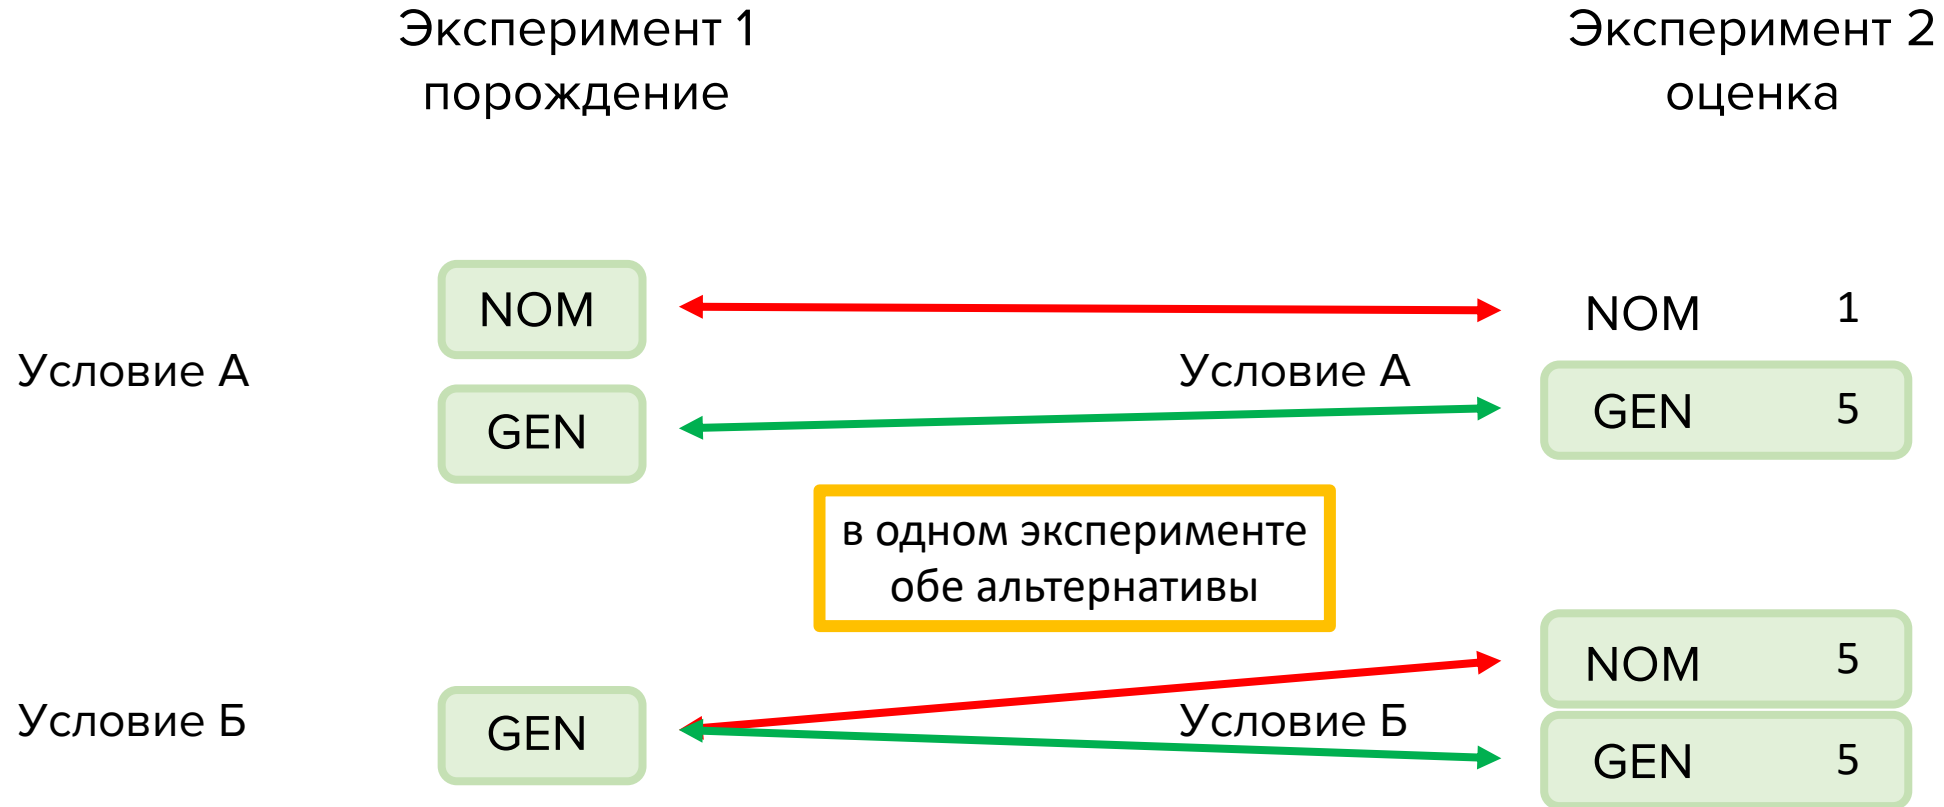 Эксперимент 1
порождение
Эксперимент 2
оценка
Условие А
NOM
GEN
Условие А
NOM 1
GEN 5
в одном эксперименте
обе альтернативы
Условие Б
GEN
Условие Б
NOM 5
GEN 5